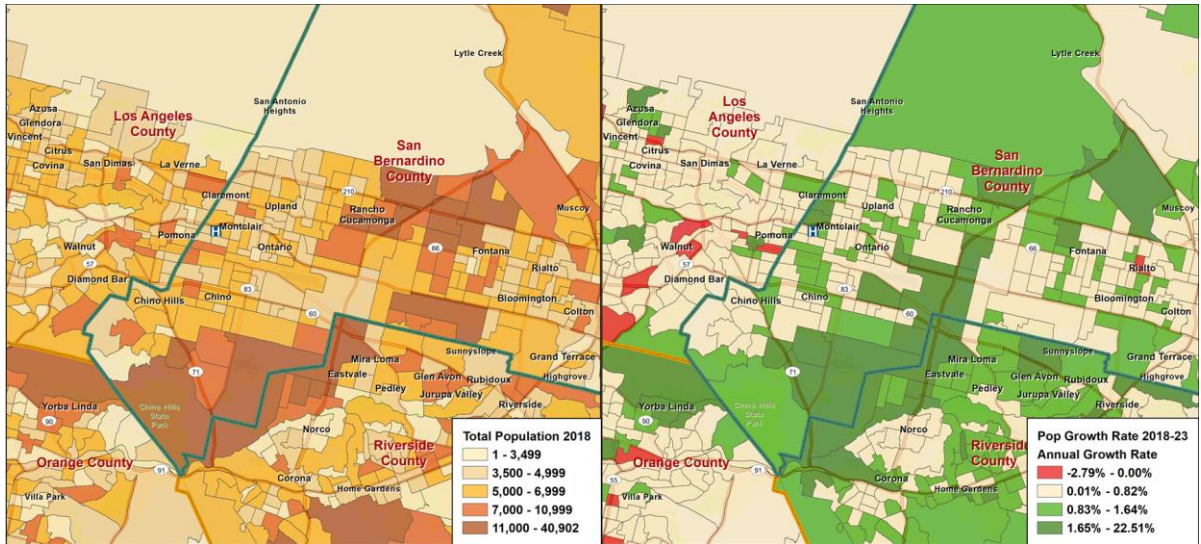 Lytle Creek
San Antonio
Heights
Azusa
Glendora
Vincent
Citrus
Covina
San Dimas
La Verne
Los Angeles
County
San
Bernardino
County
Claremont
210
Upland
Rancho
Cucamonga
Muscoy
H
Montclair
Pomona
Ontario
66
Fontana
Rialto
Walnut
57
Diamond Bar
Chino Hills
Chino
83
60
Bloomington
Colton
Mira Loma
Sunnyslope
Grand Terrace
Highgrove
71
Eastvale
Pedley
Glen Avon
Rubidoux
Jurupa Valley
Riverside
Yorba Linda
90
Chino Hills
State
Park
Norco
Riverside
County
Orange County
91
Corona
Home Gardens
Villa Park
Total Population 2018
1 - 3,499
3,500 - 4,999
5,000 - 6,999
7,000 - 10,999
11,000 - 40,902
Lytle Creek
San Antonio
Heights
Azusa
Glendora
Vincent
Citrus
Covina
San Dimas
La Verne
Los
Angeles
County
San
Bernardino
County
Claremont
210
Upland
Rancho
Cucamonga
Muscoy
H
Montclair
Pomona
Ontario
66
Fontana
Rialto
Walnut
57
Diamond Bar
Chino Hills
Chino
83
60
Bloomington
Colton
Mira Loma
Sunnyslope
Grand Terrace
Highgrove
71
Eastvale
Pedley
Glen Avon
Rubidoux
Jurupa Valley
Riverside
Yorba Linda
90
Chino Hills
State
Park
Norco
Riverside
County
Orange County
91
55
Corona
Home Gardens
Villa Park
Pop Growth Rate 2018-23
Annual Growth Rate
-2.79% - 0.00%
0.01% - 0.82%
0.83% - 1.64%
1.65% - 22.51%